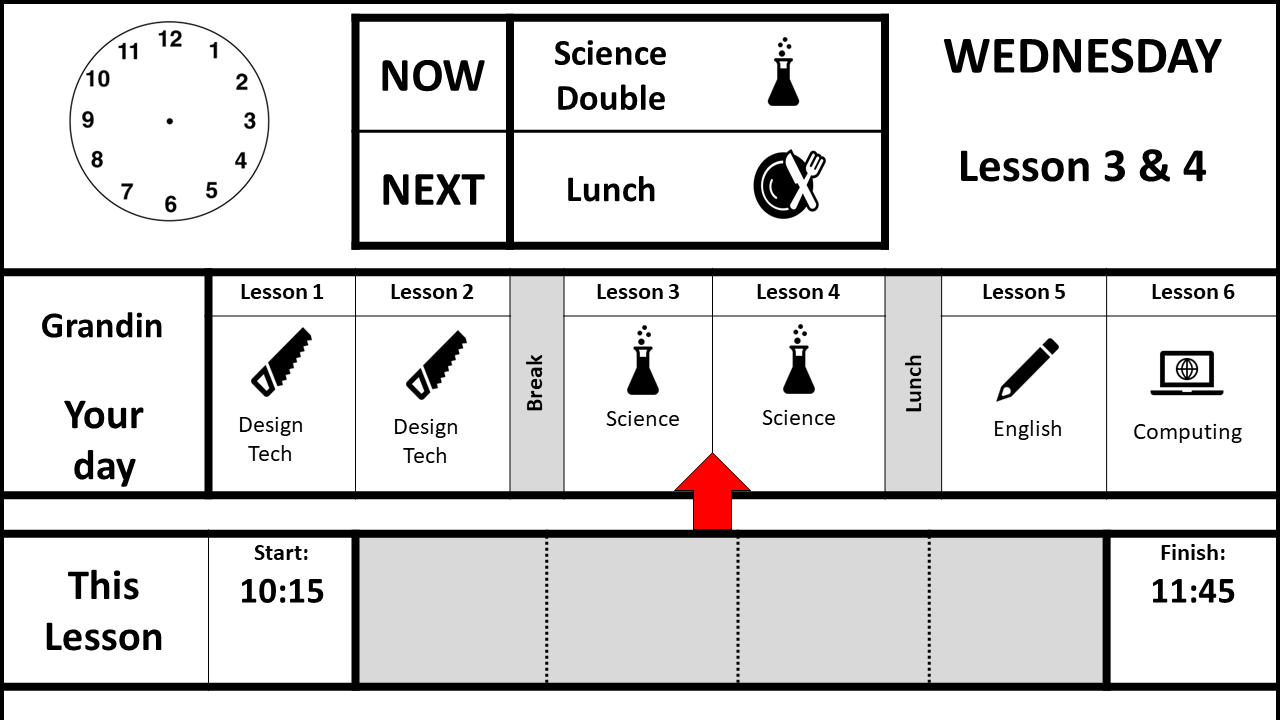 12
11
1
10
2
9
3
8
4
7
5
6
NOW
Science
Double
NEXT
Lunch
WEDNESDAY
Lesson 3 & 4
Grandin
Your
day
Lesson 1
Design
Tech
Lesson 2
Design
Tech
Break
Lesson 3
Science
Lesson 4
Science
Lunch
Lesson 5
English
Lesson 6
Computing
This
Lesson
Start:
10:15
Finish:
11:45